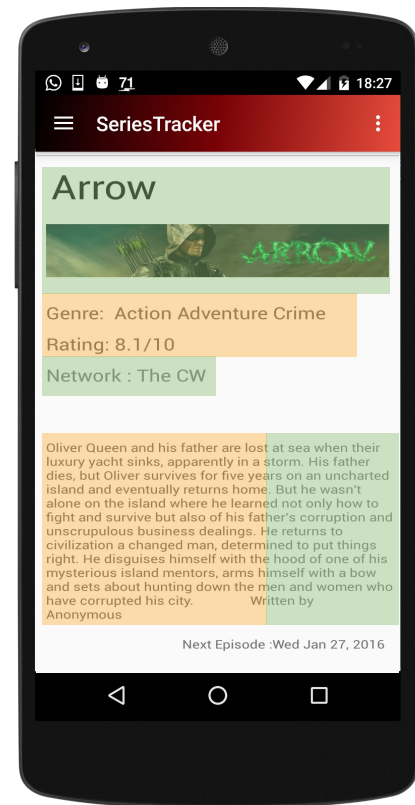 71 18:27
SeriesTracker
Arrow
ARROW
Genre: Action Adventure Crime
Rating: 8.1/10
Network : The CW
Oliver Queen and his father are lost at sea when their
luxury yacht sinks, apparently in a storm. His father
dies, but Oliver survives for five years on an uncharted
island and eventually returns home. But he wasn't
alone on the island where he learned not only how to
fight and survive but also of his father's corruption and
unscrupulous business dealings. He returns to
civilization a changed man, determined to put things
right. He disguises himself with the hood of one of his
mysterious island mentors, arms himself with a bow
and sets about hunting down the men and women who
have corrupted his city. Written by
Anonymous
Next Episode :Wed Jan 27, 2016